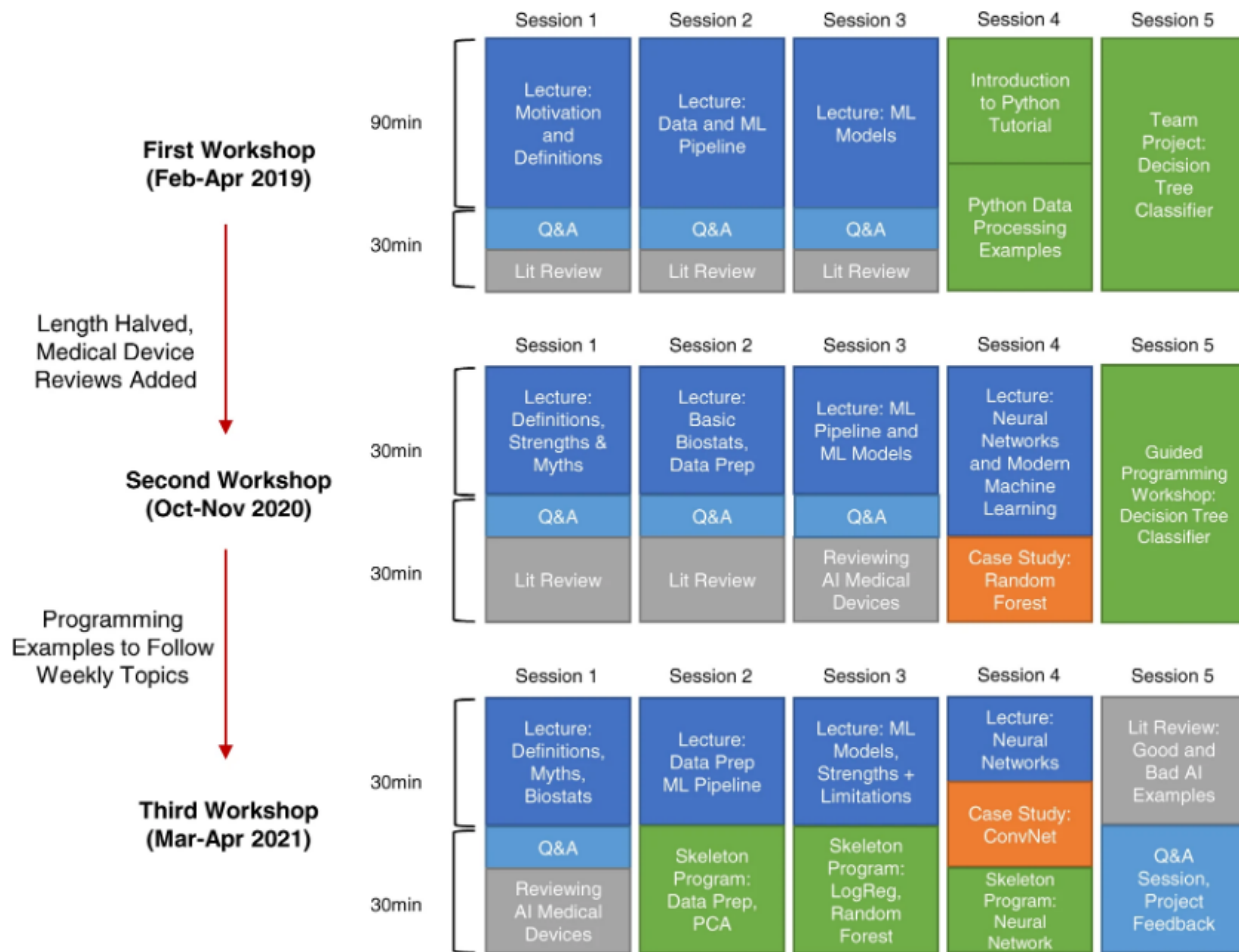 Session 1
Session 2
Session 3
Session 4
Session 5
First Workshop
(Feb-Apr 2019)
90min
30min
Lecture:
Motivation
and
Definitions
Q&A
Lit Review
Lecture:
Data and ML
Pipeline
Q&A
Lit Review
Lecture: ML
Models
Q&A
Lit Review
Introduction
to Python
Tutorial
Python Data
Processing
Examples
Team
Project:
Decision
Tree
Classifier
Length Halved,
Medical Device
Reviews Added
Session 1
Session 2
Session 3
Session 4
Session 5
Second Workshop
(Oct-Nov 2020)
30min
30min
Lecture:
Definitions,
Strengths &
Myths
Q&A
Lit Review
Lecture:
Basic
Biostats,
Data Prep
Q&A
Lit Review
Lecture: ML
Pipeline and
ML Models
Q&A
Reviewing
AI Medical
Devices
Lecture:
Neural
Networks
and Modern
Machine
Learning
Case Study:
Random
Forest
Guided
Programming
Workshop:
Decision Tree
Classifier
Programming
Examples to Follow
Weekly Topics
Session 1
Session 2
Session 3
Session 4
Session 5
Third Workshop
(Mar-Apr 2021)
30min
30min
Lecture:
Definitions,
Myths,
Biostats
Q&A
Reviewing
AI Medical
Devices
Lecture:
Data Prep
ML Pipeline
Skeleton
Program:
Data Prep,
PCA
Lecture: ML
Models,
Strengths +
Limitations
Skeleton
Program:
LogReg,
Random
Forest
Lecture:
Neural
Networks
Case Study:
ConvNet
Skeleton
Program:
Neural
Network
Lit Review:
Good and
Bad AI
Examples
Q&A
Session,
Project
Feedback